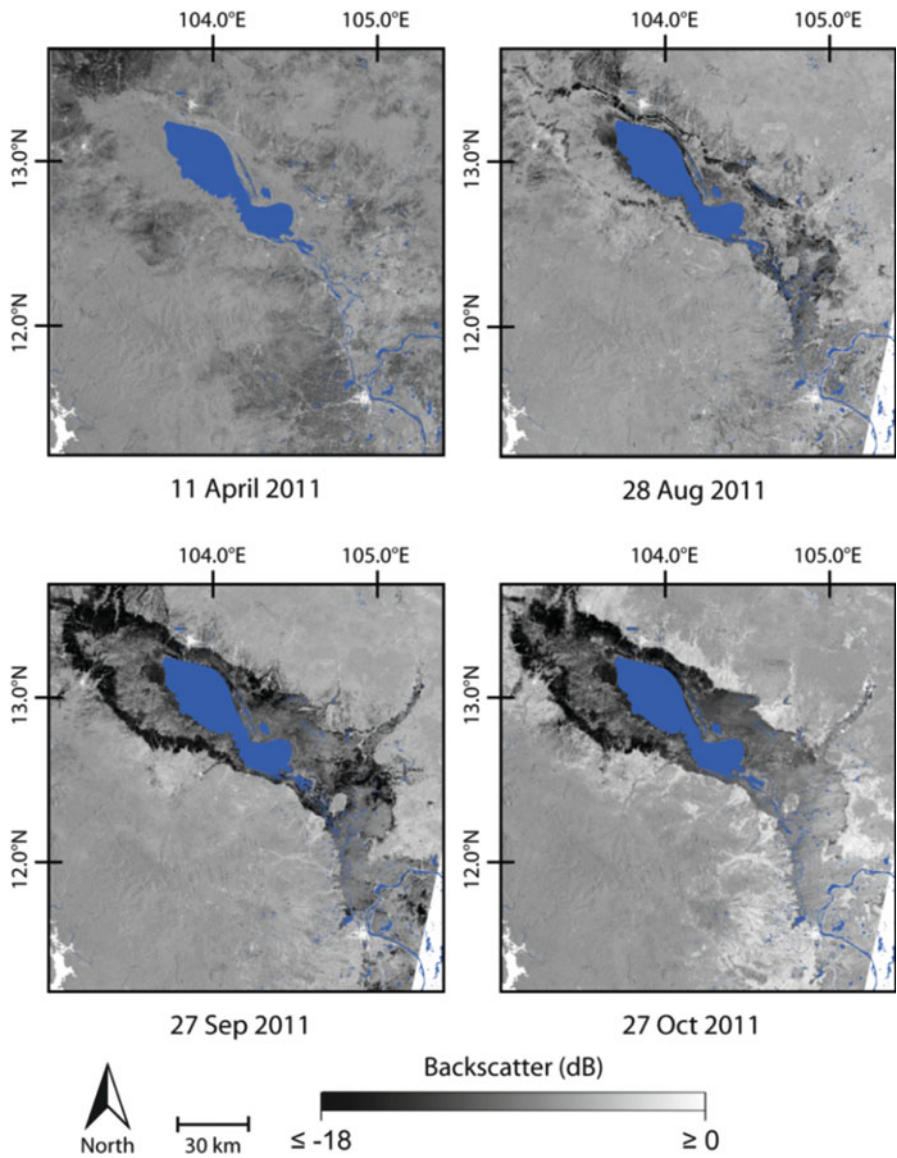 104.0°E 105.0°E 104.0°E 105.0°E
13.0°N 13.0°N
12.0°N 12.0°N
11 April 2011 28 Aug 2011
104.0°E 105.0°E 104.0°E 105.0°E
13.0°N 13.0°N
12.0°N 12.0°N
27 Sep 2011 27 Oct 2011
Backscatter (dB)
North 30 km ≤ -18 ≥ 0